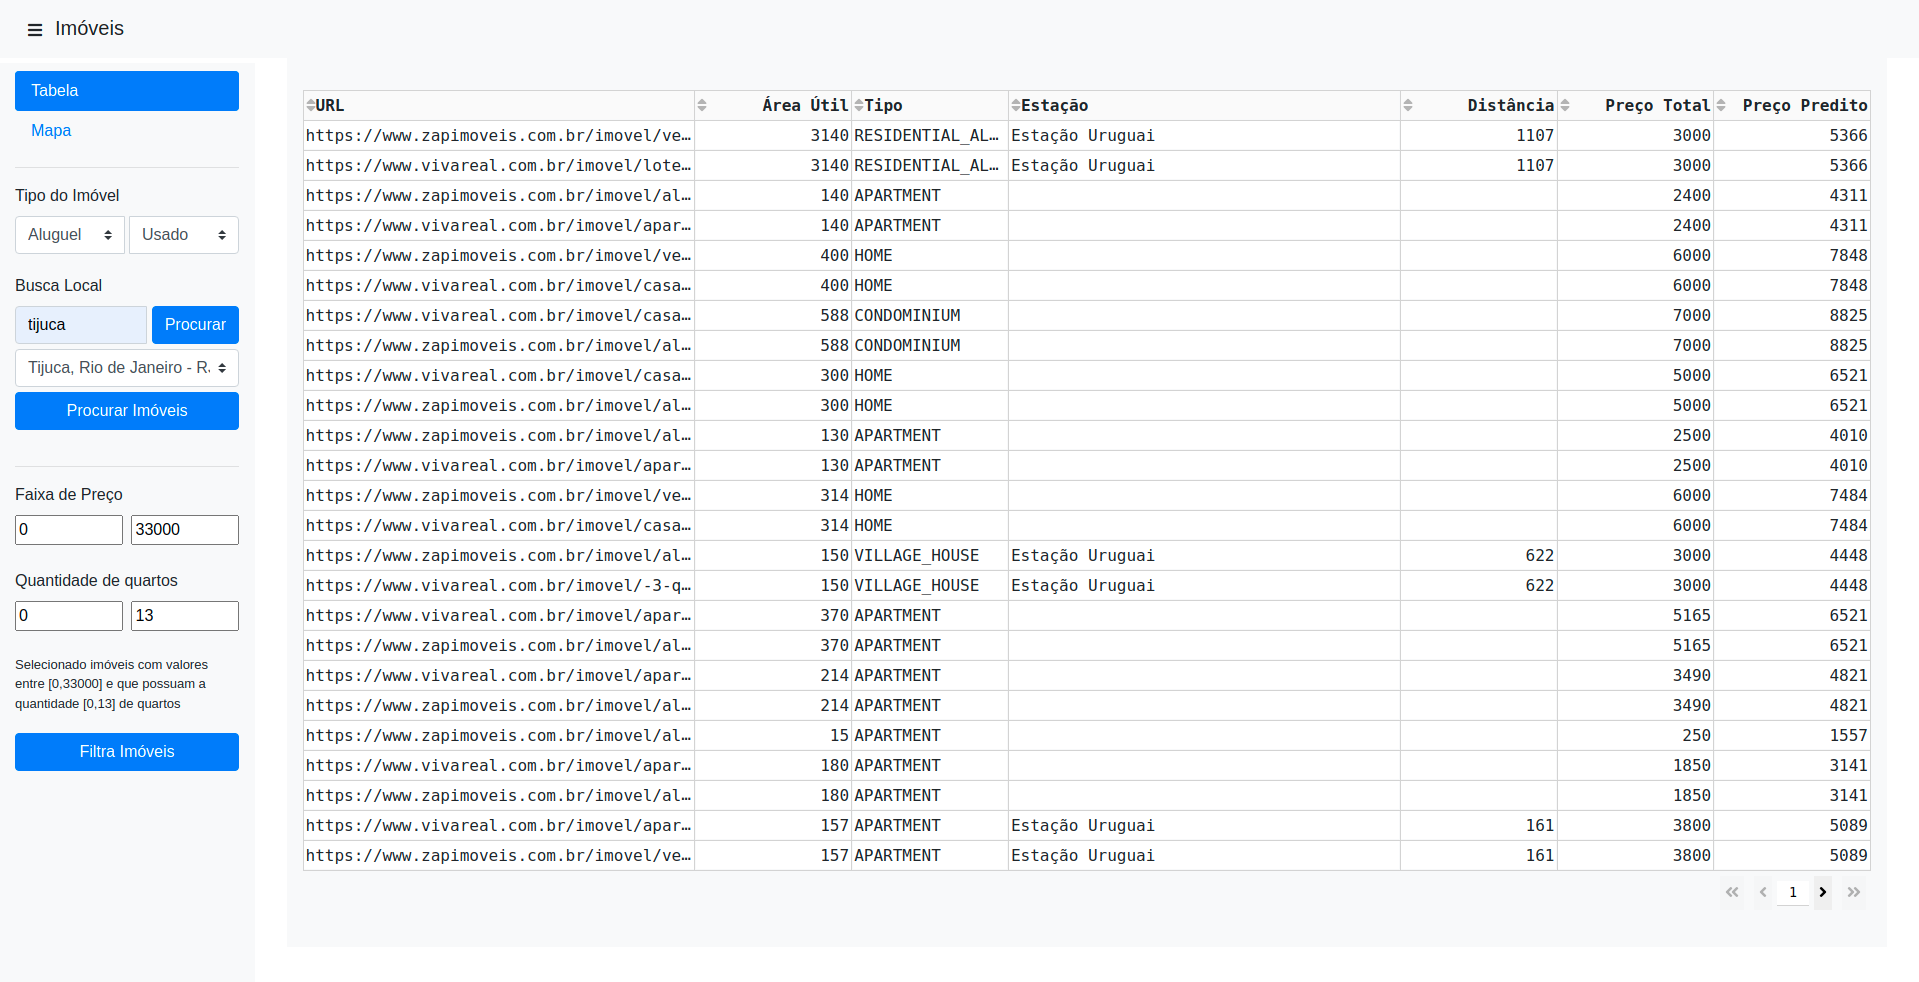 Imóveis
Tabela
Mapa
Tipo do Imóvel
Aluguel Usado
Busca Local
tijuca Procurar
Tijuca, Rio de Janeiro - R
Procurar Imóveis
Faixa de Preço
0 33000
Quantidade de quartos
0 13
Selecionado imóveis com valores
entre [0,33000] e que possuam a
quantidade [0,13] de quartos
Filtra Imóveis
URL Área Útil Tipo Estação Distância Preço Total Preço Predito
https://www.zapimoveis.com.br/imovel/ve… 3140 RESIDENTIAL_AL… Estação Uruguai 1107 3000 5366
https://www.vivareal.com.br/imovel/lote… 3140 RESIDENTIAL_AL… Estação Uruguai 1107 3000 5366
https://www.zapimoveis.com.br/imovel/al… 140 APARTMENT 2400 4311
https://www.vivareal.com.br/imovel/apar… 140 APARTMENT 2400 4311
https://www.zapimoveis.com.br/imovel/ve… 400 HOME 6000 7848
https://www.vivareal.com.br/imovel/casa… 400 HOME 6000 7848
https://www.vivareal.com.br/imovel/casa… 588 CONDOMINIUM 7000 8825
https://www.zapimoveis.com.br/imovel/al… 588 CONDOMINIUM 7000 8825
https://www.vivareal.com.br/imovel/casa… 300 HOME 5000 6521
https://www.zapimoveis.com.br/imovel/al… 300 HOME 5000 6521
https://www.zapimoveis.com.br/imovel/al… 130 APARTMENT 2500 4010
https://www.vivareal.com.br/imovel/apar… 130 APARTMENT 2500 4010
https://www.zapimoveis.com.br/imovel/ve… 314 HOME 6000 7484
https://www.vivareal.com.br/imovel/casa… 314 HOME 6000 7484
https://www.zapimoveis.com.br/imovel/al… 150 VILLAGE_HOUSE Estação Uruguai 622 3000 4448
https://www.vivareal.com.br/imovel/-3-q… 150 VILLAGE_HOUSE Estação Uruguai 622 3000 4448
https://www.vivareal.com.br/imovel/apar… 370 APARTMENT 5165 6521
https://www.zapimoveis.com.br/imovel/al… 370 APARTMENT 5165 6521
https://www.vivareal.com.br/imovel/apar… 214 APARTMENT 3490 4821
https://www.zapimoveis.com.br/imovel/al… 214 APARTMENT 3490 4821
https://www.zapimoveis.com.br/imovel/al… 15 APARTMENT 250 1557
https://www.vivareal.com.br/imovel/apar… 180 APARTMENT 1850 3141
https://www.zapimoveis.com.br/imovel/al… 180 APARTMENT 1850 3141
https://www.vivareal.com.br/imovel/apar… 157 APARTMENT Estação Uruguai 161 3800 5089
https://www.zapimoveis.com.br/imovel/ve… 157 APARTMENT Estação Uruguai 161 3800 5089
1